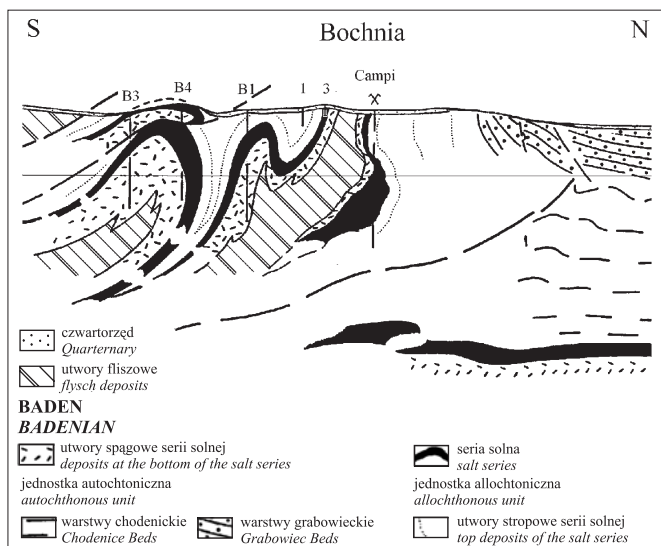 S
Bochnia
N
B3
B4
B1
1
3
Campi
czwartorzęd
Quarternary
utwory fliszowe
flysch deposits
BADEN
BADENIAN
utwory spągowe serii solnej
deposits at the bottom of the salt series
jednostka autochtoniczna
autochthonous unit
warstwy chodenickie
Chodenice Beds
warstwy grabowieckie
Grabowiec Beds
seria solna
salt series
jednostka allochtoniczna
allochthonous unit
utwory stropowe serii solnej
top deposits of the salt series